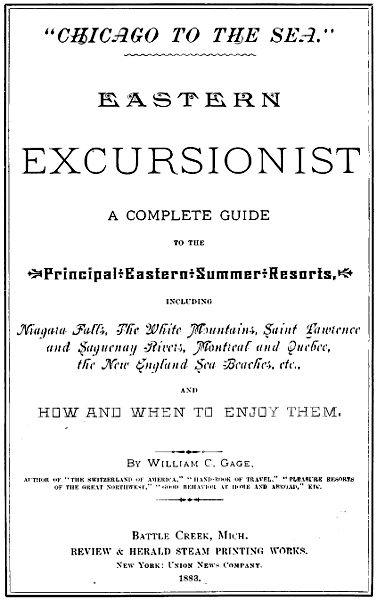 "CHICAGO TO THE SEA."
EASTERN
EXCURSIONIST
A COMPLETE GUIDE
TO THE
Principal Eastern Summer Resorts,
INCLUDING
Niagara Falls, The White Mountains, Saint Lawrence
and Saguenay Rivers, Montreal and Quebec,
the New England Sea Beaches, etc.,
AND
HOW AND WHEN TO ENJOY THEM.
BY WILLIAM C. GAGE,
AUTHOR OF "THE SWITZERLAND OF AMERICA," "HAND-BOOK OF TRAVEL," "PLEASURE RESORTS
OF THE GREAT NORTHWEST," "GOOD BEHAVIOR AT HOME AND ABROAD," ETC.
BATTLE CREEK, MICH.
REVIEW & HERALD STEAM PRINTING WORKS.
NEW YORK: UNION NEWS COMPANY.
1883.